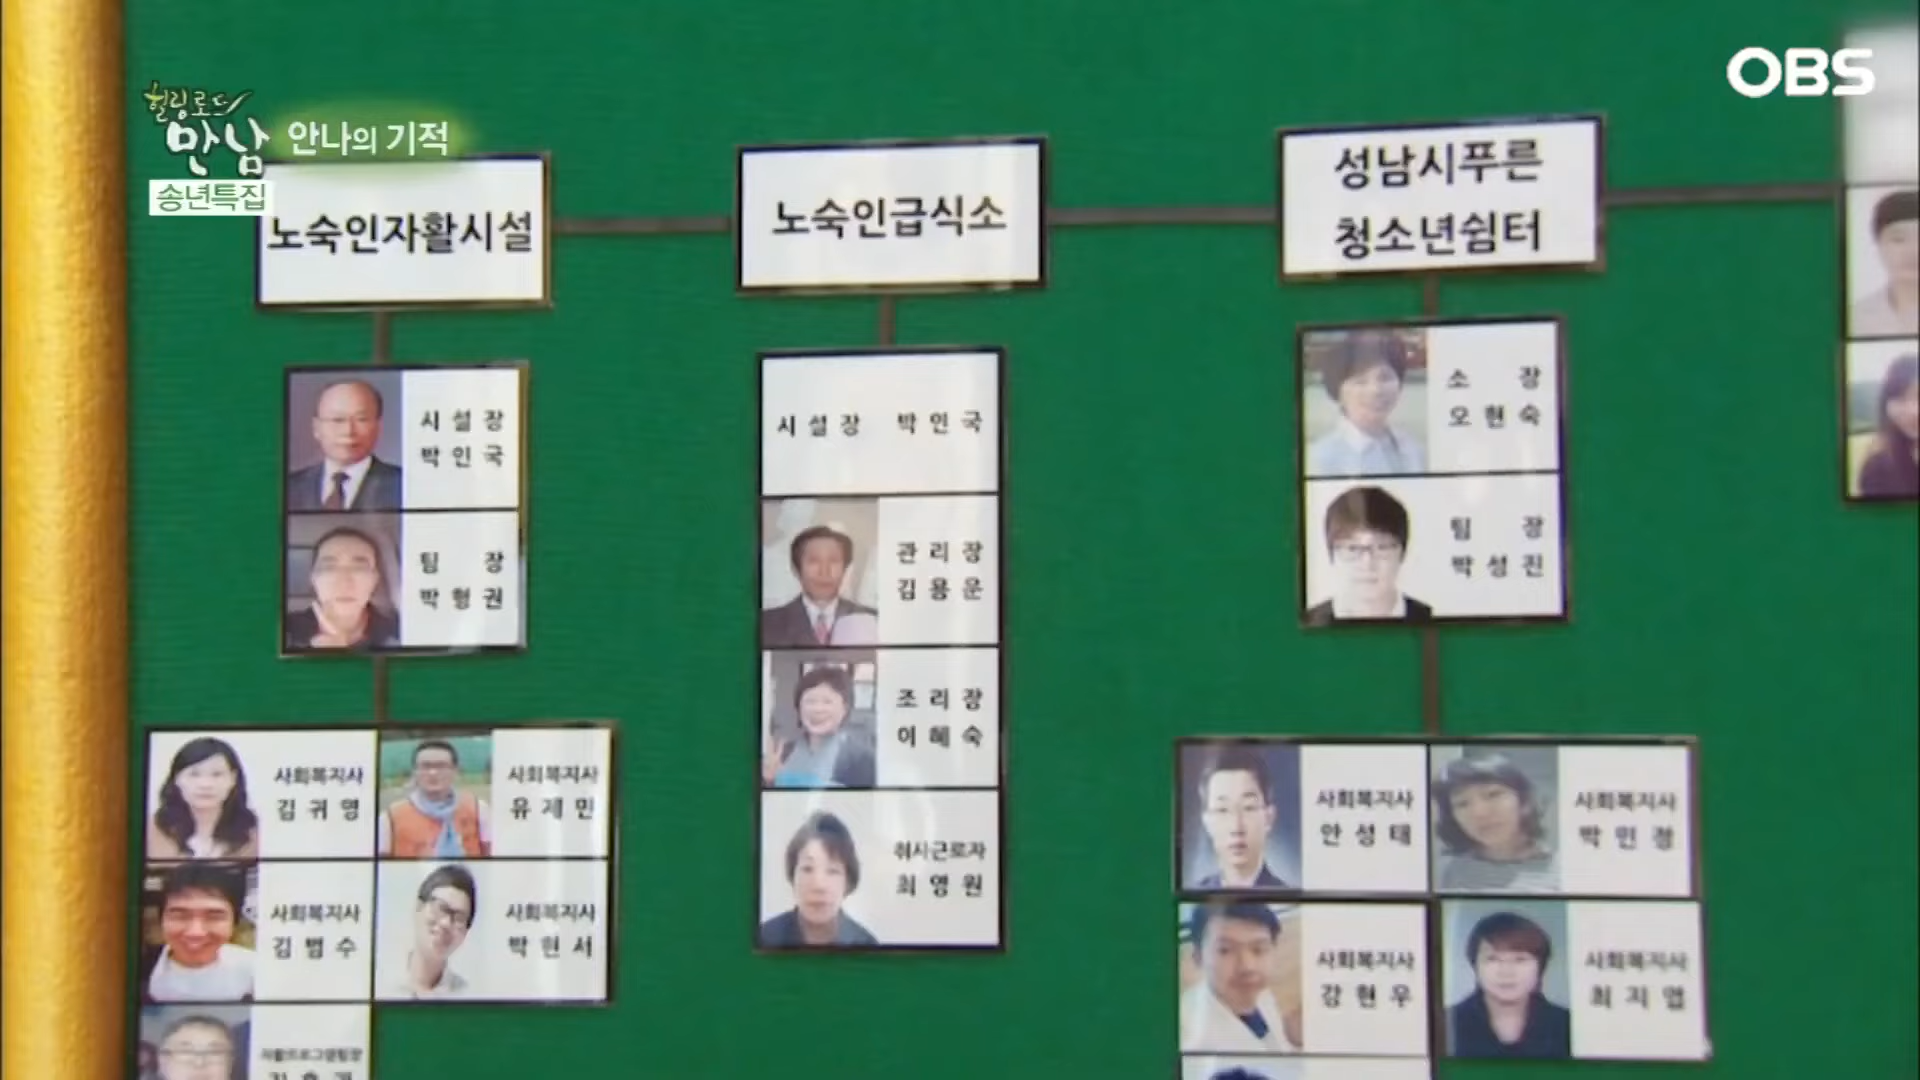 힐링로드
만남
안나의 기적
송년특집
OBS
노숙인자활시설
시 설 장
박 인 국
팀 장
박 형 권
사회복지사
김 귀 영
사회복지사
유 제 민
사회복지사
김 범 수
사회복지사
박 현 서
노숙인급식소
시 설 장 박 인 국
관 리 장
김 용 운
조 리 장
이 혜 숙
취사근로자
최 영 원
성남시푸른
청소년쉼터
소 장
오 현 숙
팀 장
박 성 진
사회복지사
안 성 태
사회복지사
박 민 정
사회복지사
강 현 우
사회복지사
최 지